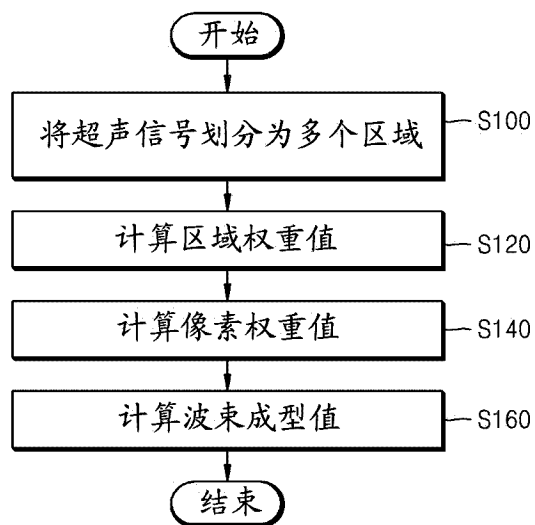 开始
将超声信号划分为多个区域
S100
计算区域权重值
S120
计算像素权重值
S140
计算波束成型值
S160
结束